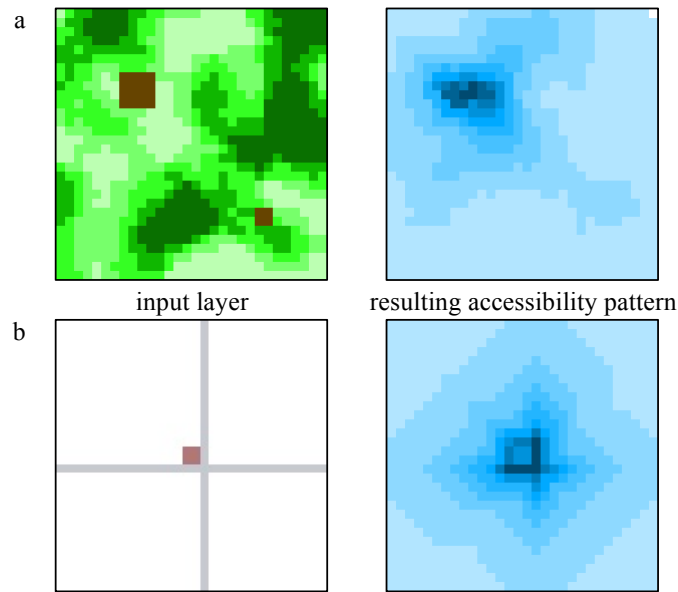 a
input layer
resulting accessibility pattern
b